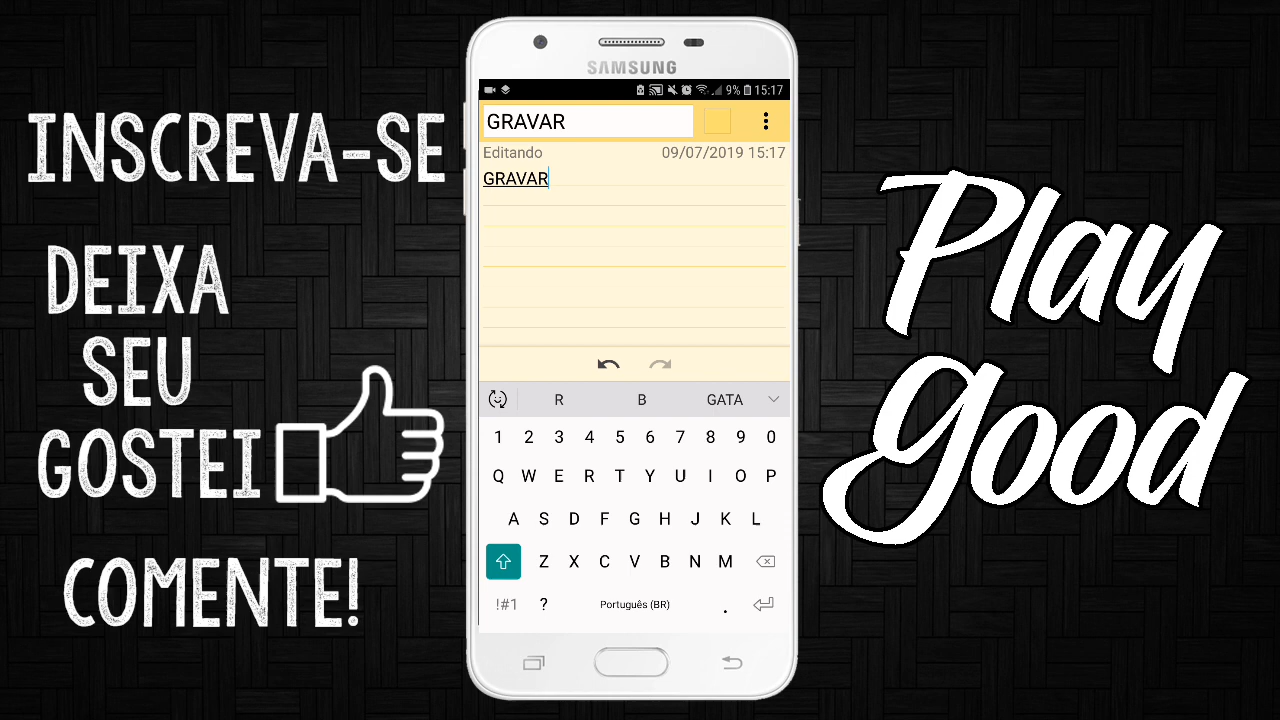 INSCREVA-SE
DEIXA
SEU
GOSTEI
COMENTE!
SAMSUNG
9% 15:17
GRAVAR
Editando 09/07/2019 15:17
GRAVAR
R B GATA
1 2 3 4 5 6 7 8 9 0
Q W E R T Y U I O P
A S D F G H J K L
Z X C V B N M
!#1 ? Português (BR) .
Play
good